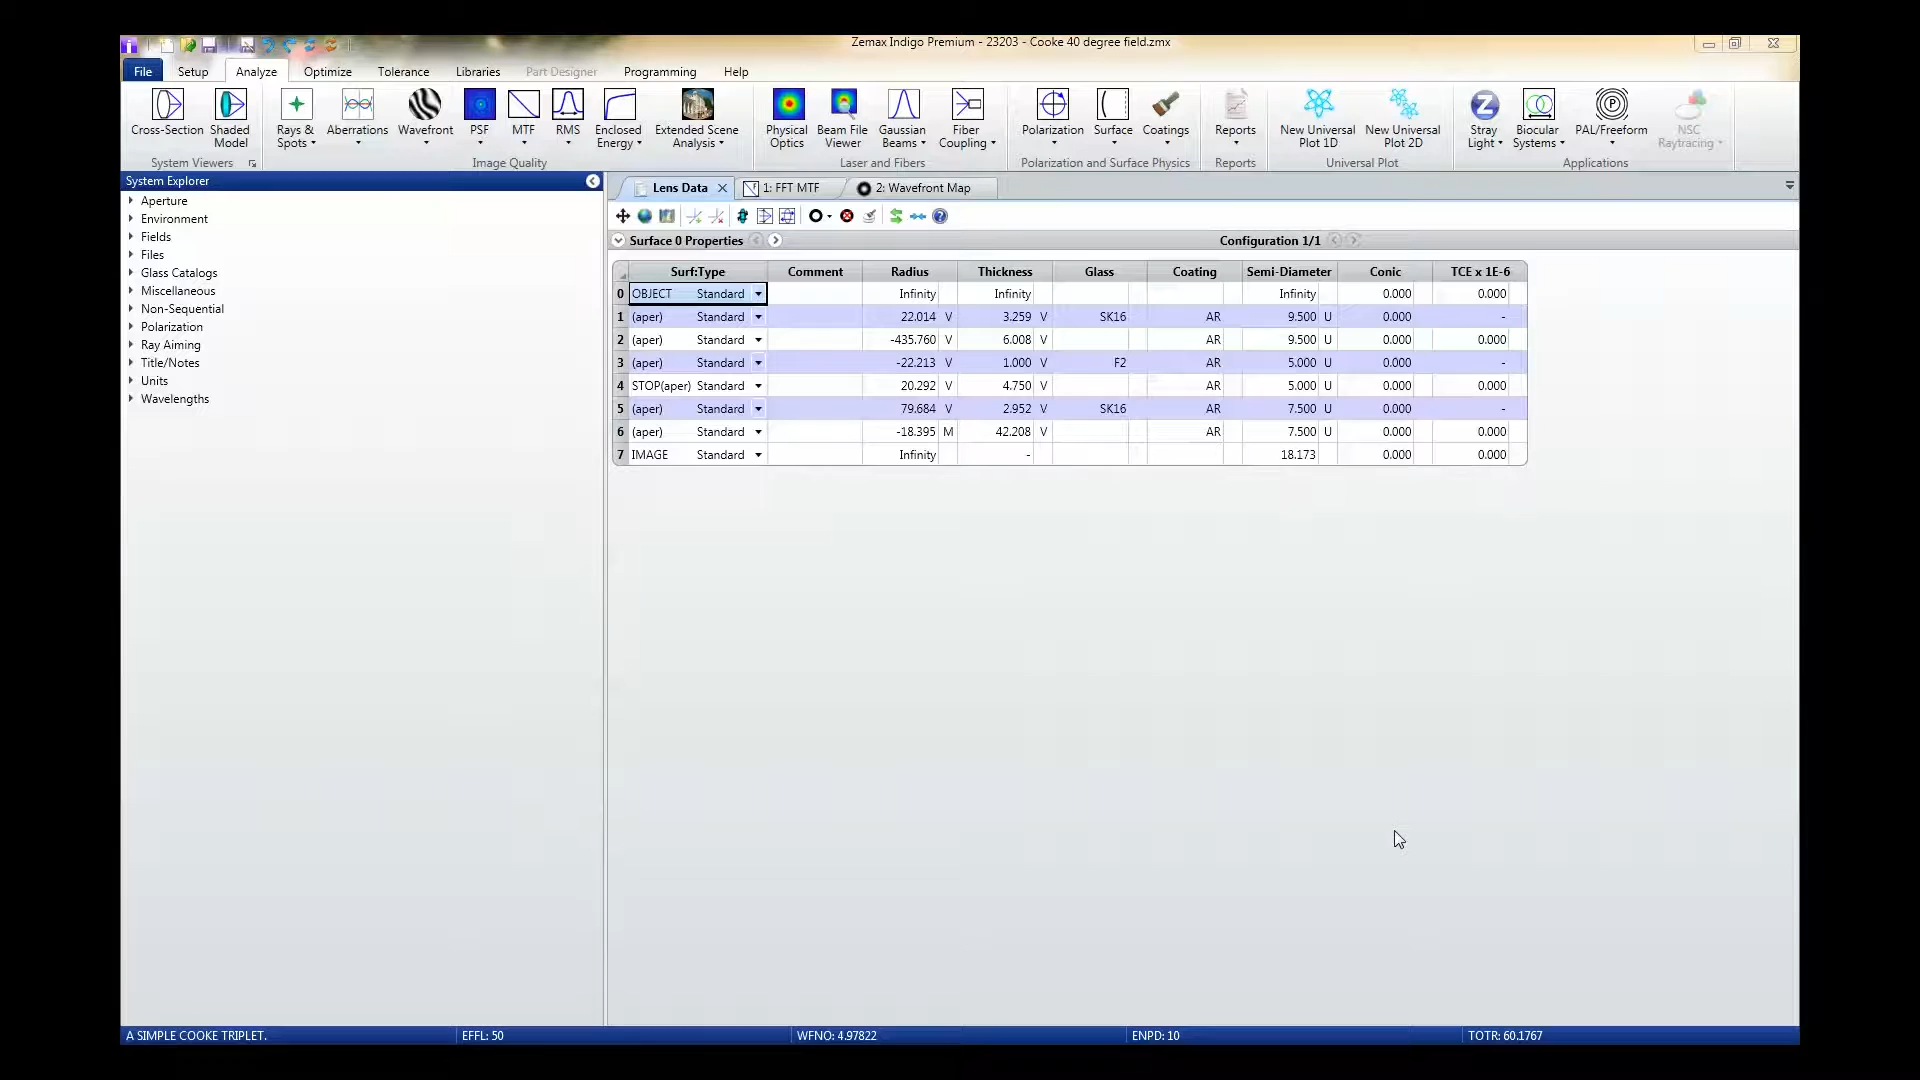 Zemax Indigo Premium - 23203 - Cooke 40 degree field.zmx
File Setup Analyze Optimize Tolerance Libraries Part Designer Programming Help
Cross-Section Shaded Model Rays & Spots Aberrations Wavefront PSF MTF RMS Enclosed Energy Extended Scene Analysis Physical Optics Beam File Viewer Gaussian Beams Fiber Coupling Polarization Surface Coatings Reports New Universal Plot 1D New Universal Plot 2D Stray Light Biocular Systems PAL/Freeform NSC Raytracing
System Viewers Image Quality Laser and Fibers Polarization and Surface Physics Reports Universal Plot Applications
System Explorer
Aperture
Environment
Fields
Files
Glass Catalogs
Miscellaneous
Non-Sequential
Polarization
Ray Aiming
Title/Notes
Units
Wavelengths
Lens Data 1: FFT MTF 2: Wavefront Map
Surface 0 Properties Configuration 1/1
Surf:Type Comment Radius Thickness Glass Coating Semi-Diameter Conic TCE x 1E-6
0 OBJECT Standard Infinity Infinity Infinity 0.000 0.000
1 (aper) Standard 22.014 V 3.259 V SK16 AR 9.500 U 0.000 -
2 (aper) Standard -435.760 V 6.008 V AR 9.500 U 0.000 0.000
3 (aper) Standard -22.213 V 1.000 V F2 AR 5.000 U 0.000 -
4 STOP(aper) Standard 20.292 V 4.750 V AR 5.000 U 0.000 0.000
5 (aper) Standard 79.684 V 2.952 V SK16 AR 7.500 U 0.000 -
6 (aper) Standard -18.395 M 42.208 V AR 7.500 U 0.000 0.000
7 IMAGE Standard Infinity - 18.173 0.000 0.000
A SIMPLE COOKE TRIPLET. EFFL: 50 WFNO: 4.97822 ENPD: 10 TOTR: 60.1767